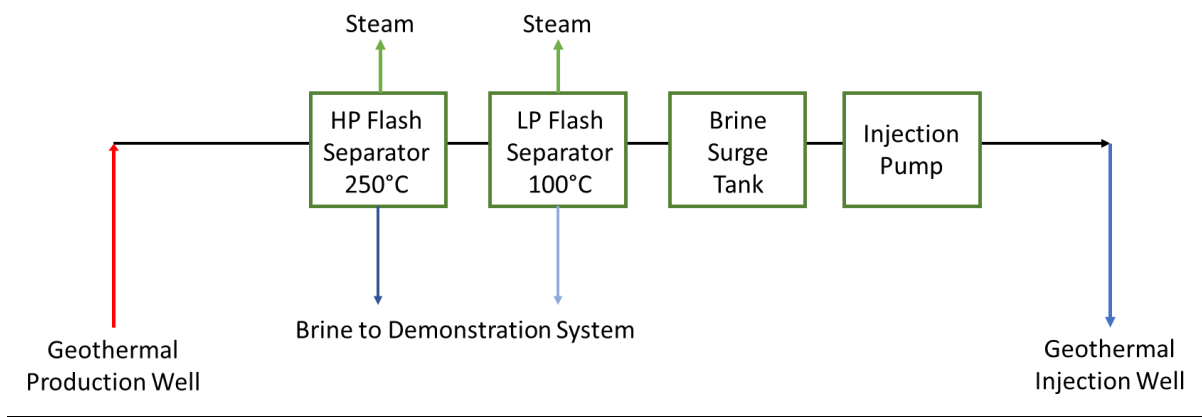 Steam
Steam
HP Flash
Separator
250°C
LP Flash
Separator
100°C
Brine
Surge
Tank
Injection
Pump
Brine to Demonstration System
Geothermal
Production Well
Geothermal
Injection Well